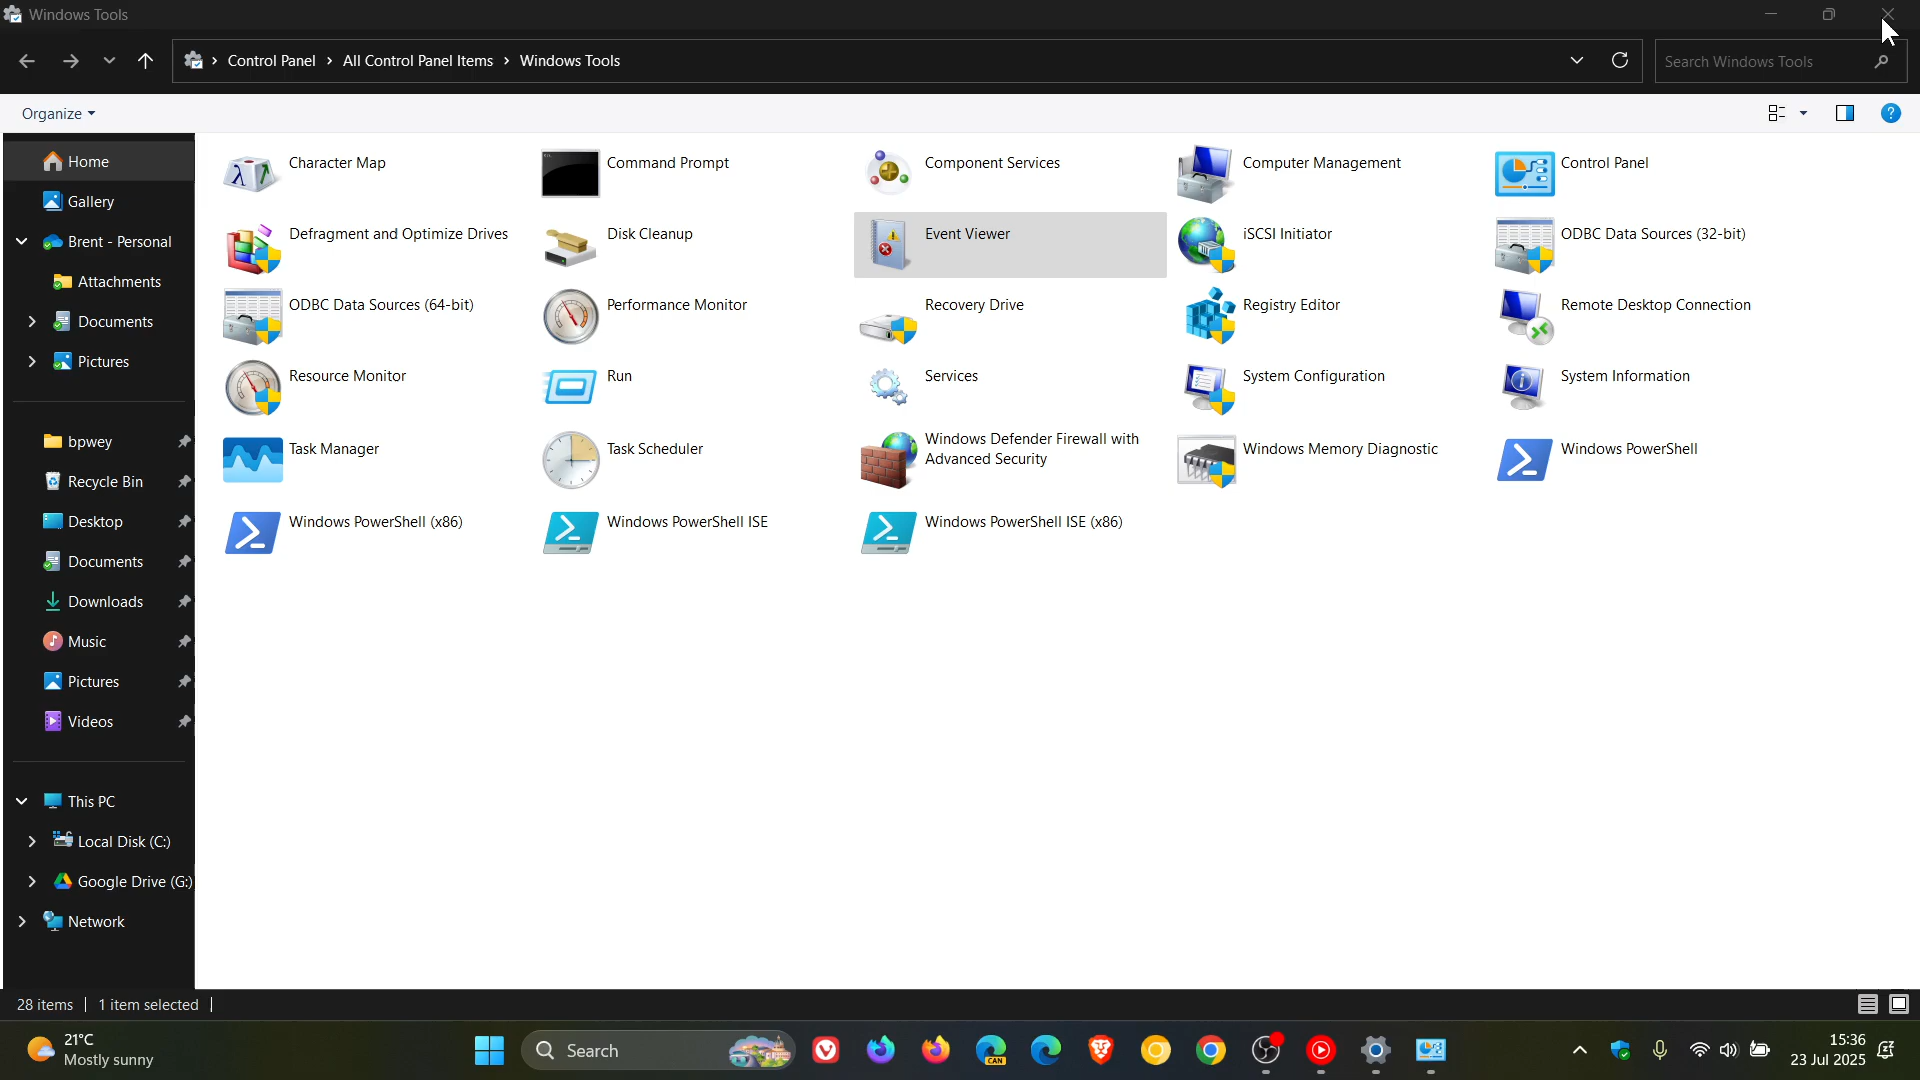 Windows Tools
Control Panel > All Control Panel Items > Windows Tools
Search Windows Tools
Organize
Home
Gallery
Brent - Personal
Attachments
Documents
Pictures
bpwey
Recycle Bin
Desktop
Documents
Downloads
Music
Pictures
Videos
This PC
Local Disk (C:)
Google Drive (G:)
Network
Character Map
Command Prompt
Component Services
Computer Management
Control Panel
Defragment and Optimize Drives
Disk Cleanup
Event Viewer
iSCSI Initiator
ODBC Data Sources (32-bit)
ODBC Data Sources (64-bit)
Performance Monitor
Recovery Drive
Registry Editor
Remote Desktop Connection
Resource Monitor
Run
Services
System Configuration
System Information
Task Manager
Task Scheduler
Windows Defender Firewall with
Advanced Security
Windows Memory Diagnostic
Windows PowerShell
Windows PowerShell (x86)
Windows PowerShell ISE
Windows PowerShell ISE (x86)
28 items
1 item selected
21°C
Mostly sunny
Search
CAN
15:36
23 Jul 2025